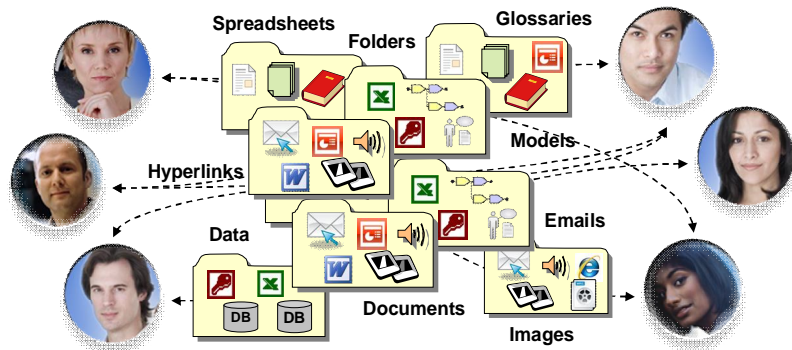 Spreadsheets
Glossaries
Folders
Models
Hyperlinks
Data
Emails
DB
DB
Documents
Images